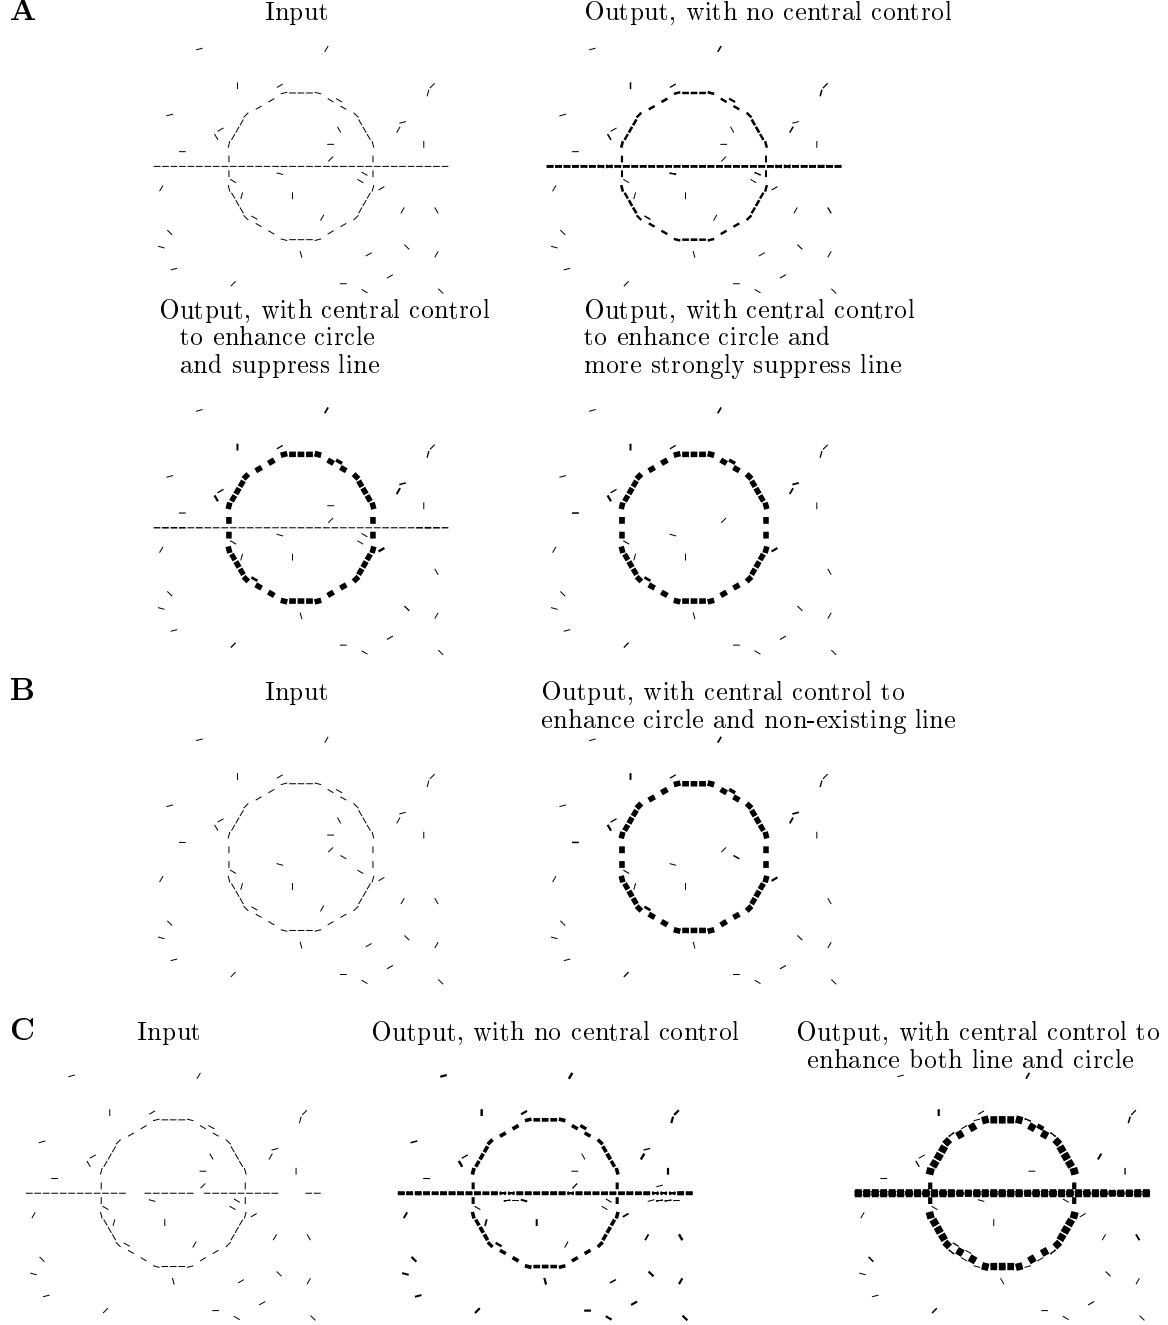 A
Input
Output, with no central control
Output, with central control
to enhance circle
and suppress line
Output, with central control
to enhance circle and
more strongly suppress line
B
Input
Output, with central control to
enhance circle and non-existing line
C
Input
Output, with no central control
Output, with central control to
enhance both line and circle